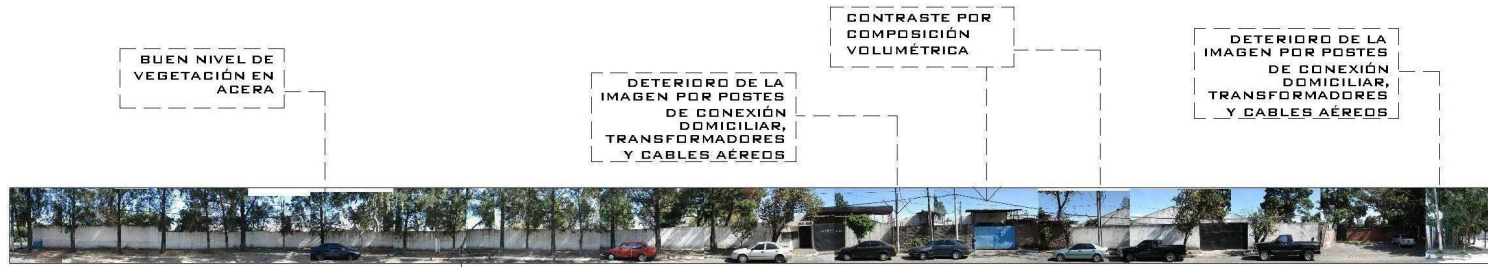 BUEN NIVEL DE
VEGETACIÓN EN
ACERA
DETERIORO DE LA
IMAGEN POR POSTES
DE CONEXIÓN
DOMICILIAR,
TRANSFORMADORES
Y CABLES AÉREOS
CONTRASTE POR
COMPOSICIÓN
VOLUMÉTRICA
DETERIORO DE LA
IMAGEN POR POSTES
DE CONEXIÓN
DOMICILIAR,
TRANSFORMADORES
Y CABLES AÉREOS